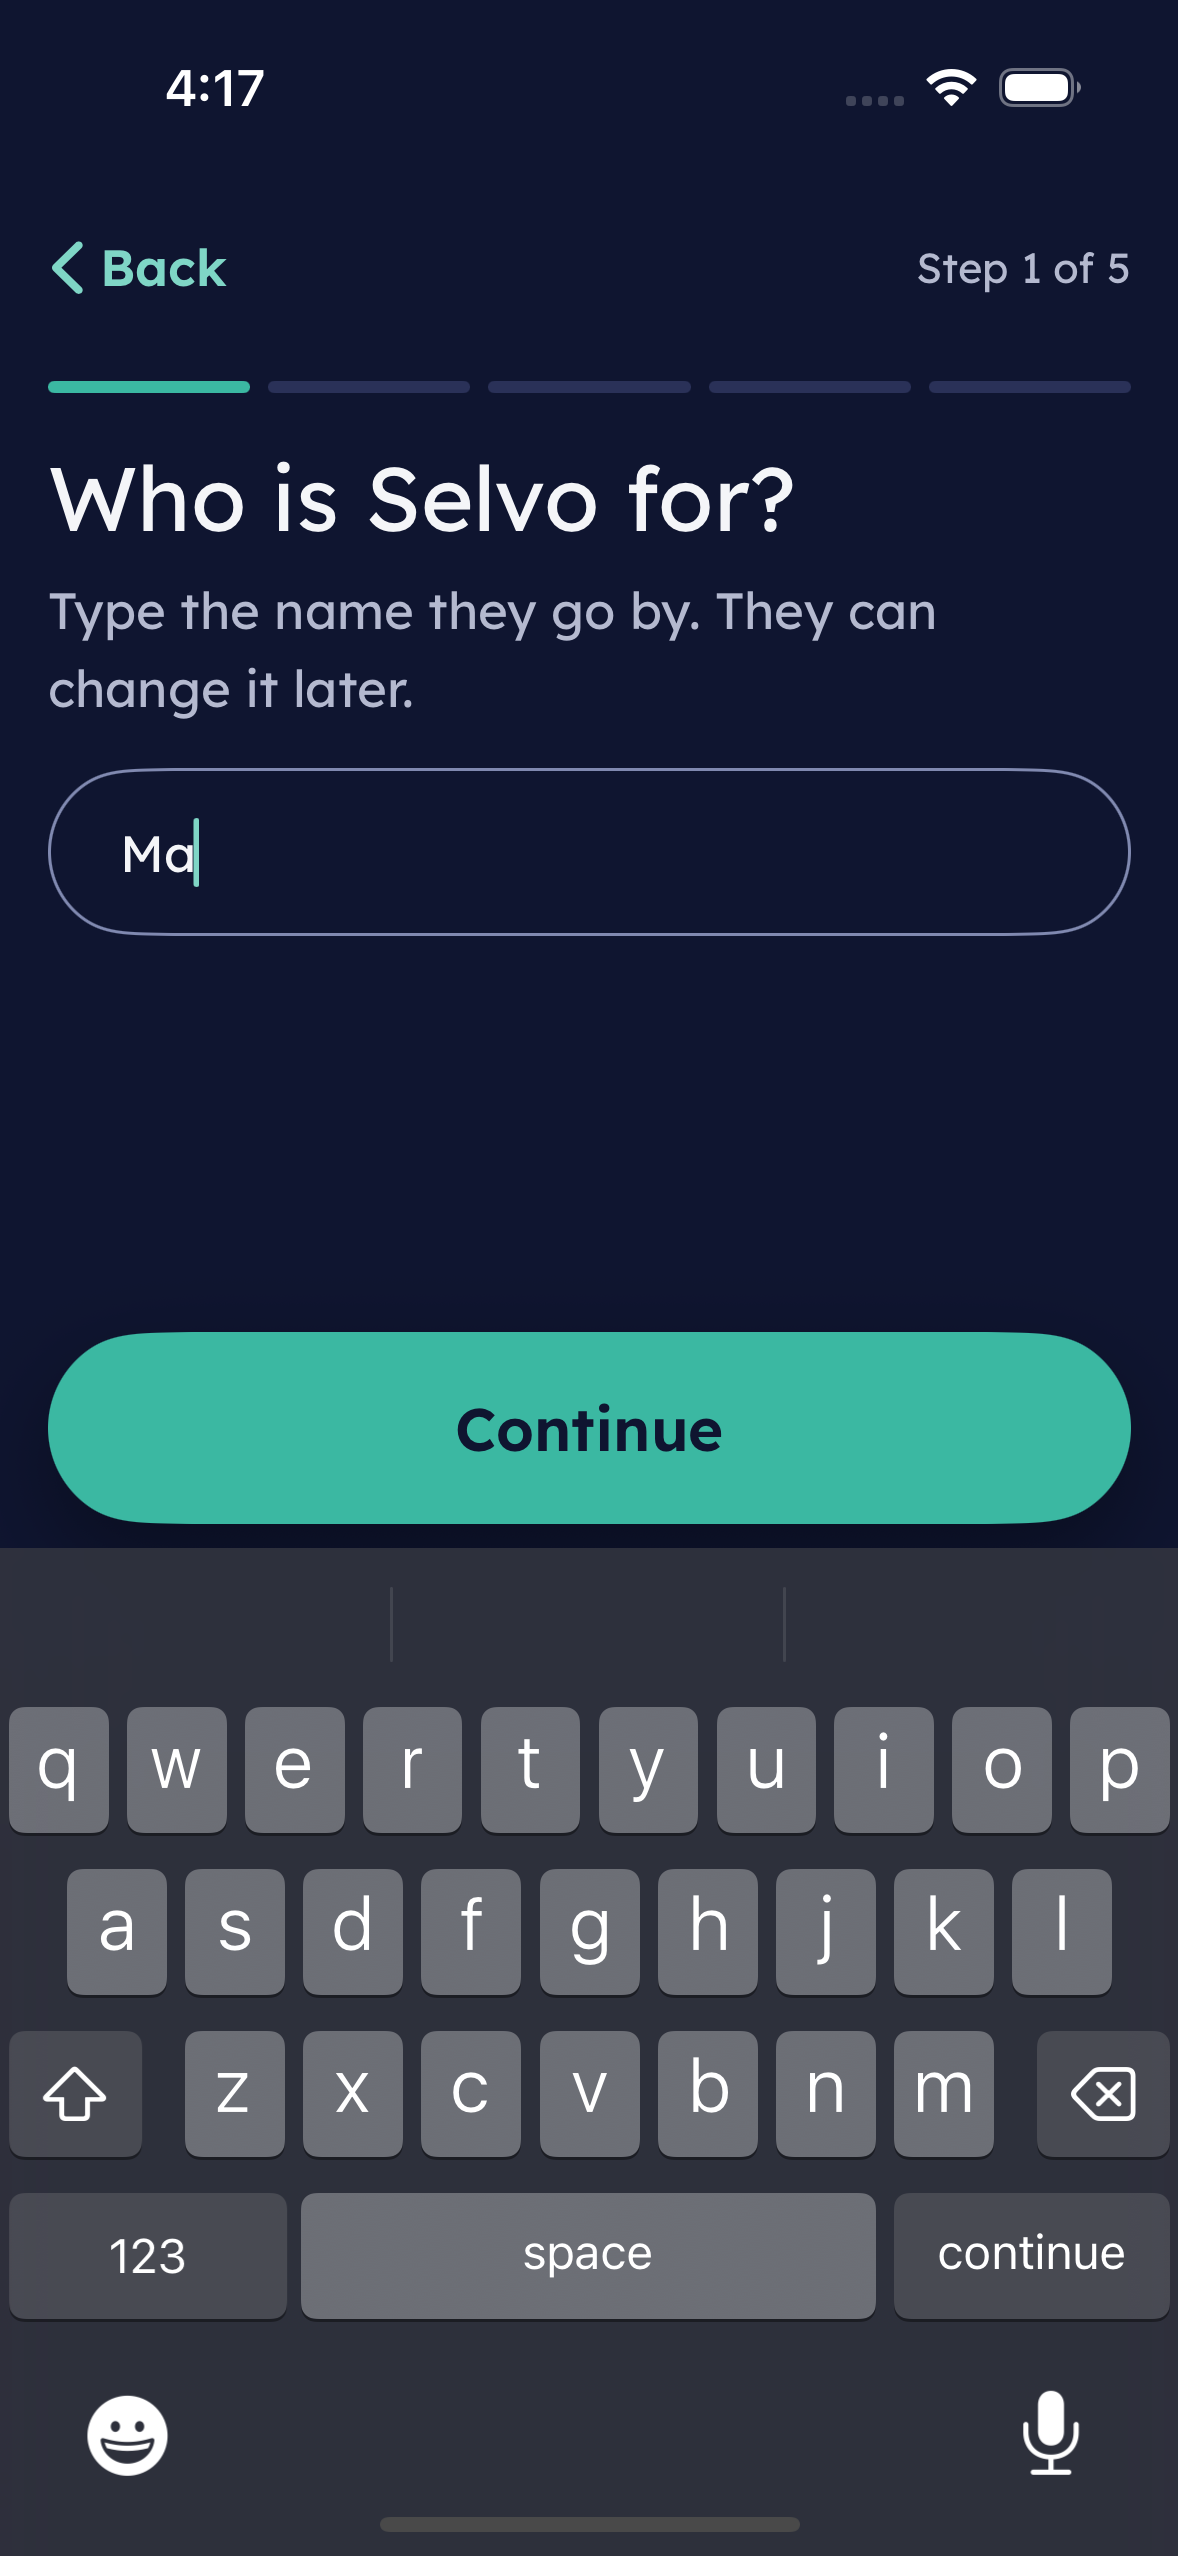 4:17
Back
Step 1 of 5
Who is Selvo for?
Type the name they go by. They can
change it later.
Ma
Continue
q w e r t y u i o p
a s d f g h j k l
z x c v b n m
123 space continue